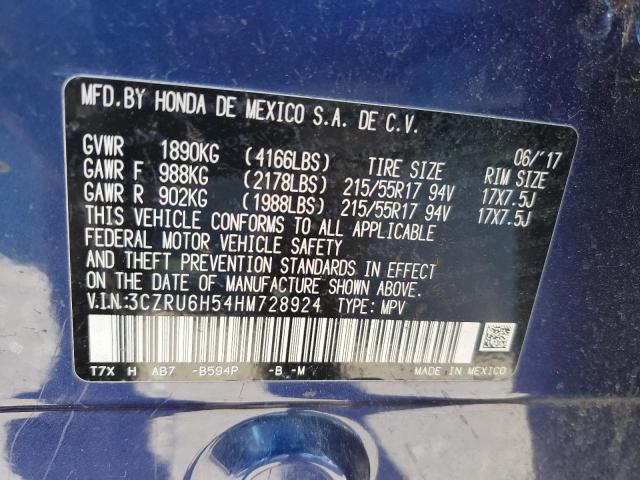 MFD.BY HONDA DE MEXICO S.A. DE C.V.
06/'17
GVWR 1890KG (4166LBS) TIRE SIZE RIM SIZE
GAWR F 988KG (2178LBS) 215/55R17 94V 17X7.5J
GAWR R 902KG (1988LBS) 215/55R17 94V 17X7.5J
THIS VEHICLE CONFORMS TO ALL APPLICABLE
FEDERAL MOTOR VEHICLE SAFETY
AND THEFT PREVENTION STANDARDS IN EFFECT
ON THE DATE OF MANUFACTURE SHOWN ABOVE.
V.I.N:3CZRU6H54HM728924 TYPE: MPV
T7X H AB7 -B594P -B -M MADE IN MEXICO